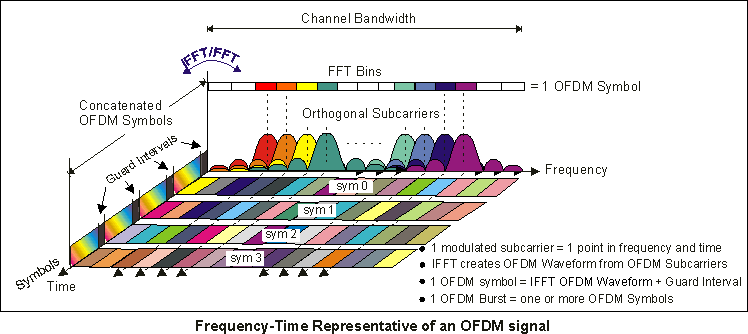 Channel Bandwidth
IFFT/FFT
FFT Bins
= 1 OFDM Symbol
Concatenated
OFDM Symbols
Orthogonal Subcarriers
Guard Intervals
Frequency
sym 0
sym 1
sym 2
sym 3
Symbols
Time
1 modulated subcarrier = 1 point in frequency and time
IFFT creates OFDM Waveform from OFDM Subcarriers
1 OFDM symbol = IFFT OFDM Waveform + Guard Interval
1 OFDM Burst = one or more OFDM Symbols
Frequency-Time Representative of an OFDM signal